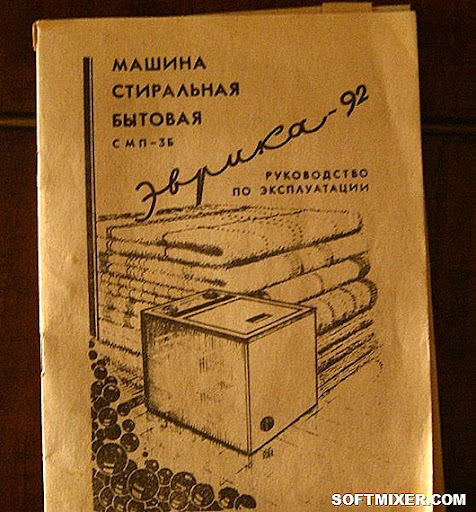 МАШИНА
СТИРАЛЬНАЯ
БЫТОВАЯ
СМП-3Б
Эврика-92
РУКОВОДСТВО
ПО ЭКСПЛУАТАЦИИ
SOFTMIXER.COM